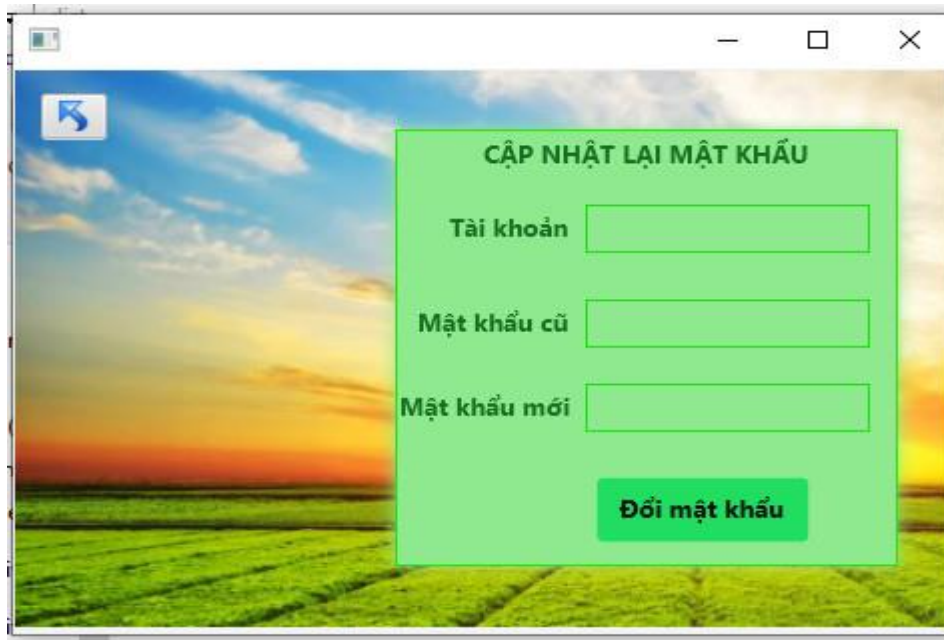 CẬP NHẬT LẠI MẬT KHẨU
Tài khoản
Mật khẩu cũ
Mật khẩu mới
Đổi mật khẩu